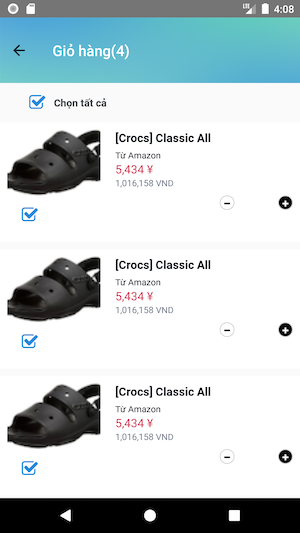 LTE 4:08
Giỏ hàng(4)
Chọn tất cả
[Crocs] Classic All
Từ Amazon
5,434 ¥
1,016,158 VND
[Crocs] Classic All
Từ Amazon
5,434 ¥
1,016,158 VND
[Crocs] Classic All
Từ Amazon
5,434 ¥
1,016,158 VND